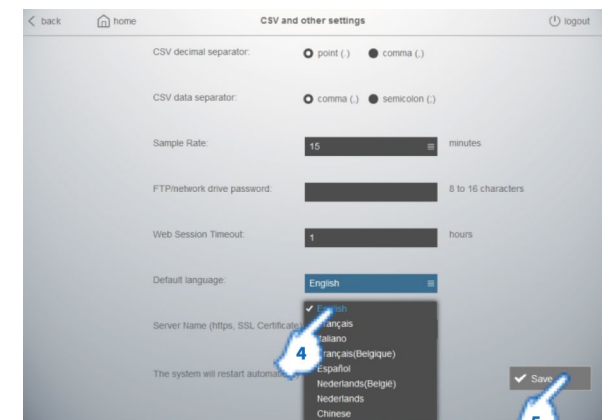 back home CSV and other settings logout
CSV decimal separator: point (.) comma (,)
CSV data separator: comma (,) semicolon (;)
Sample Rate: 15 minutes
FTP/network drive password: 8 to 16 characters
Web Session Timeout: 1 hours
Default language: English
English
Server Name (https, SSL Certificate)
Italiano
4
Français(Belgique)
Español
The system will restart
Nederlands(België)
Save
Nederlands
Chinese
5